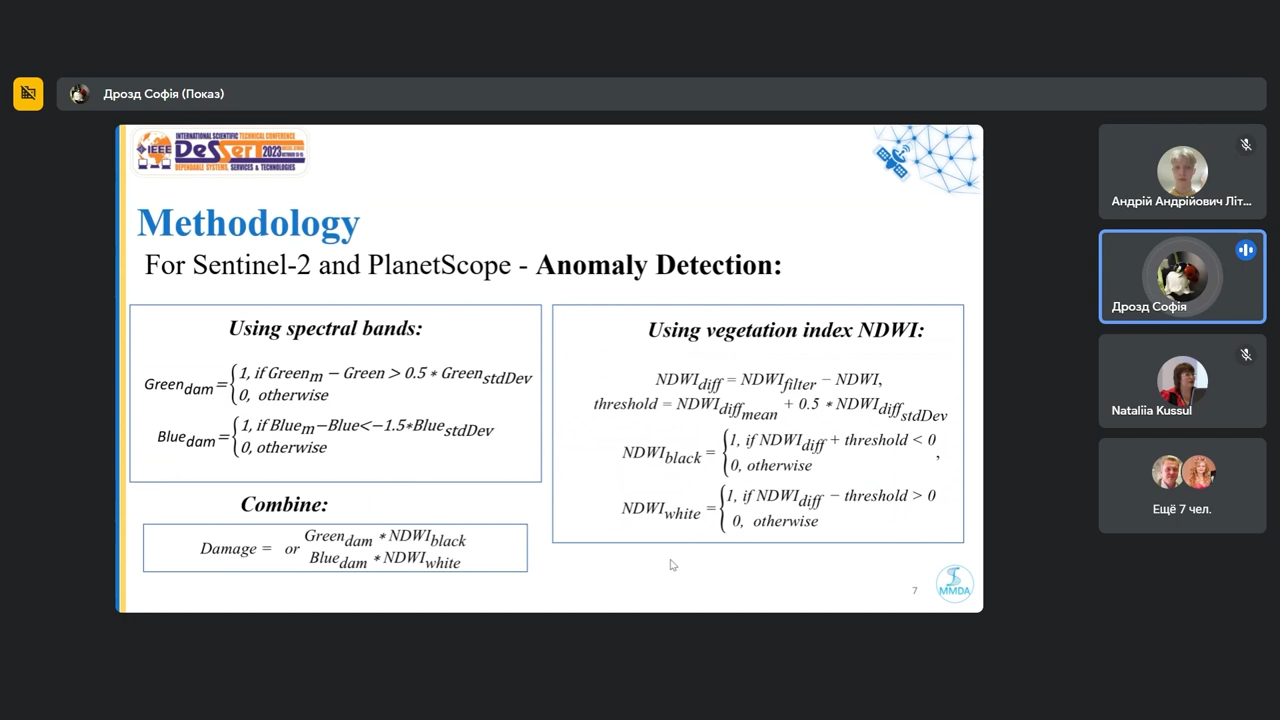 Дрозд Софія (Показ)
IEEE
INTERNATIONAL SCIENTIFIC TECHNICAL CONFERENCE
DeSSerT 2023
DEPENDABLE SYSTEMS, SERVICES & TECHNOLOGIES
Methodology
For Sentinel-2 and PlanetScope - Anomaly Detection:
Using spectral bands:
Green_dam = {1, if Green_m − Green > 0.5 * Green_stdDev
0, otherwise
Blue_dam = {1, if Blue_m−Blue<−1.5*Blue_stdDev
0, otherwise
Combine:
Damage = or Green_dam * NDWI_black
Blue_dam * NDWI_white
Using vegetation index NDWI:
NDWI_diff = NDWI_filter − NDWI,
threshold = NDWI_diff_mean + 0.5 * NDWI_diff_stdDev
NDWI_black = {1, if NDWI_diff + threshold < 0
0, otherwise ,
NDWI_white = {1, if NDWI_diff − threshold > 0
0, otherwise
7
MMDA
Андрій Андрійович Літ...
Дрозд Софія
Nataliia Kussul
Ещё 7 чел.